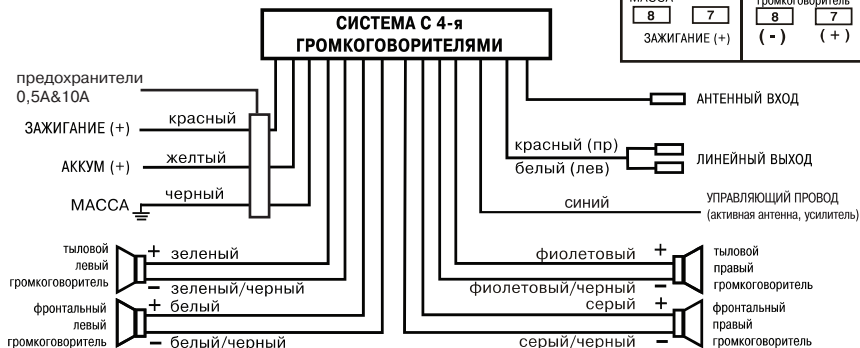 МАССА
8 7
ЗАЖИГАНИЕ (+)
громкоговоритель
8 7
(-) (+)
СИСТЕМА С 4-я
ГРОМКОГОВОРИТЕЛЯМИ
предохранители
0,5А&10А
ЗАЖИГАНИЕ (+) красный
АККУМ (+) желтый
МАССА черный
АНТЕННЫЙ ВХОД
красный (пр)
белый (лев)
ЛИНЕЙНЫЙ ВЫХОД
синий
УПРАВЛЯЮЩИЙ ПРОВОД
(активная антенна, усилитель)
тыловой
левый
громкоговоритель
+ зеленый
– зеленый/черный
фронтальный
левый
громкоговоритель
+ белый
– белый/черный
фиолетовый +
фиолетовый/черный –
тыловой
правый
громкоговоритель
серый +
серый/черный –
фронтальный
правый
громкоговоритель